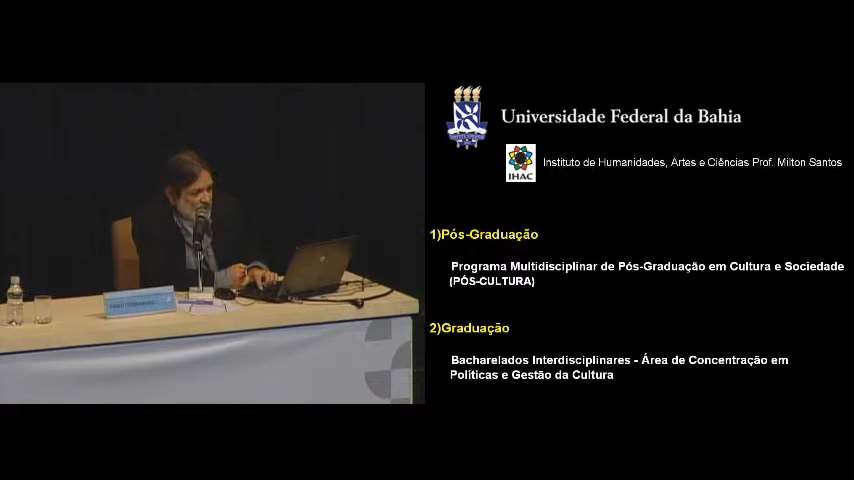 Universidade Federal da Bahia
IHAC
Instituto de Humanidades, Artes e Ciências Prof. Milton Santos
1)Pós-Graduação
Programa Multidisciplinar de Pós-Graduação em Cultura e Sociedade
(PÓS-CULTURA)
2)Graduação
Bacharelados Interdisciplinares - Área de Concentração em
Políticas e Gestão da Cultura